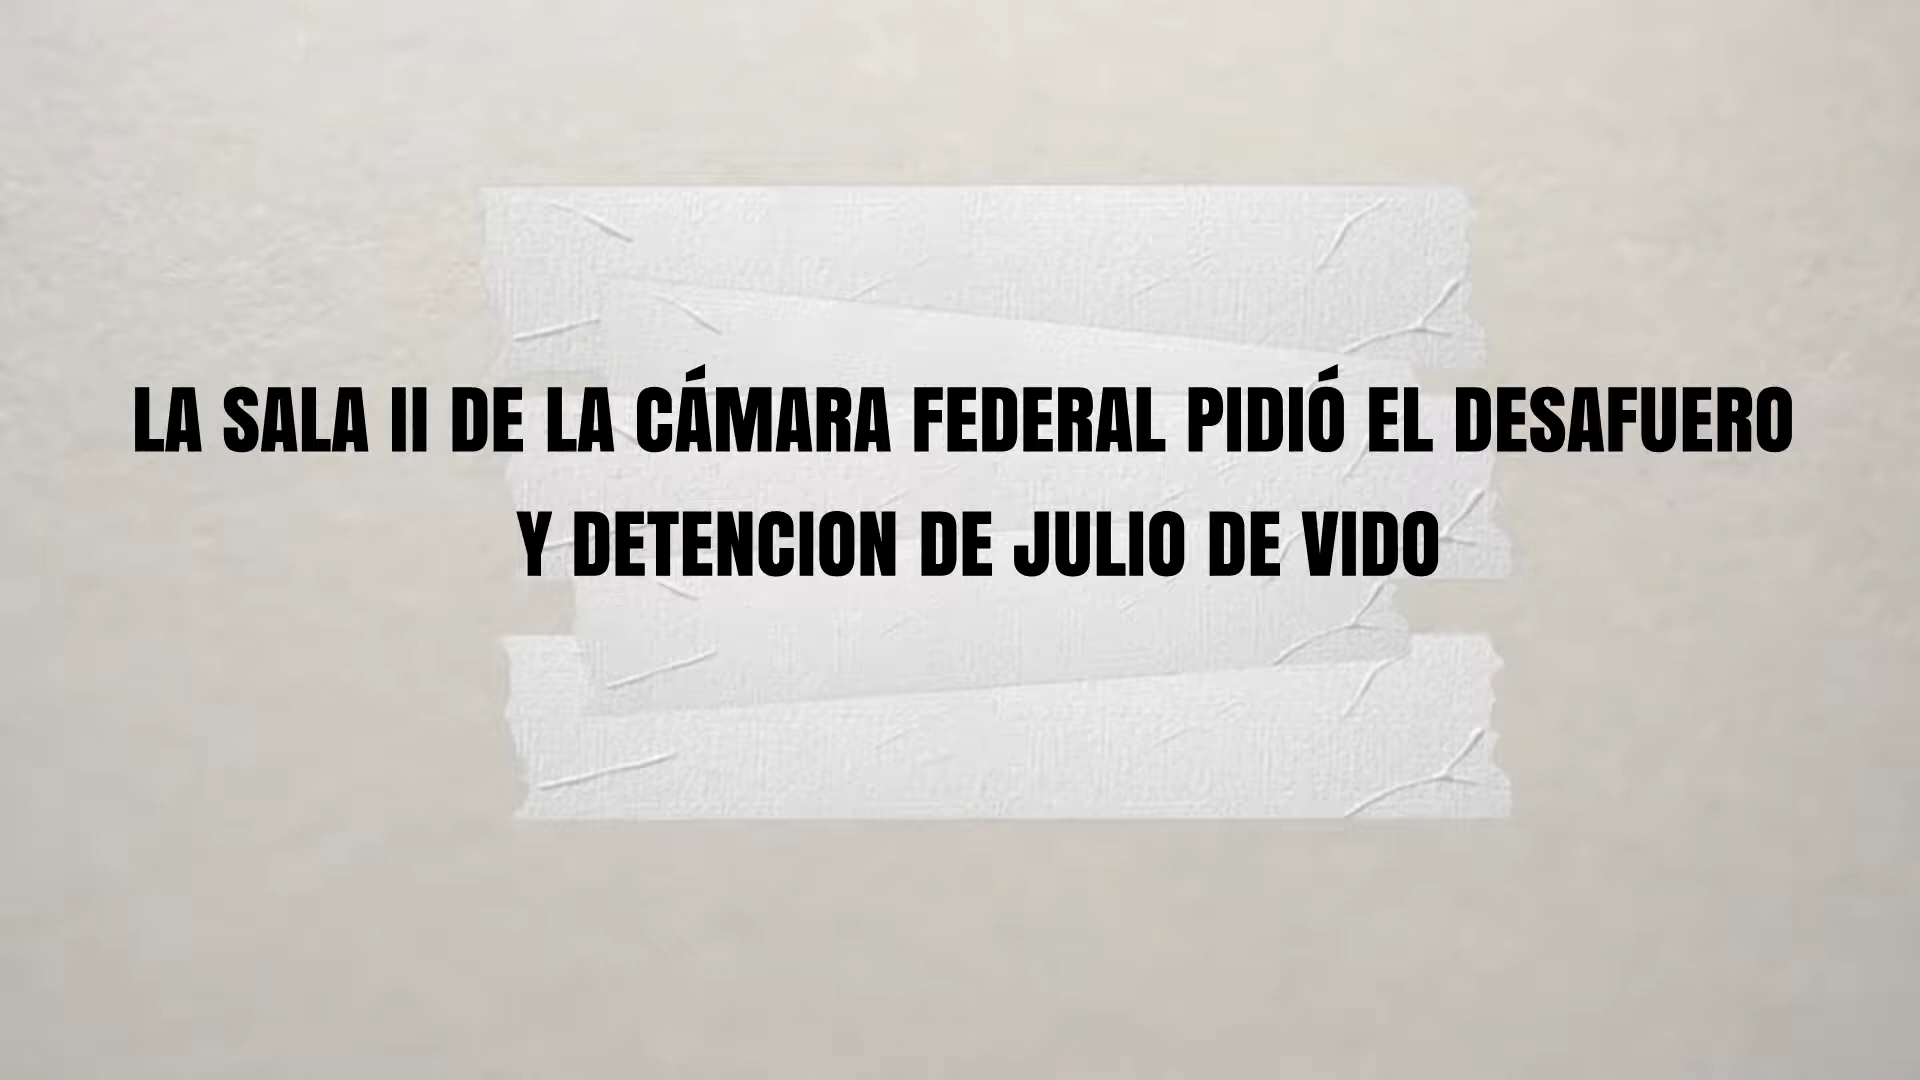 LA SALA II DE LA CÁMARA FEDERAL PIDIÓ EL DESAFUERO
Y DETENCION DE JULIO DE VIDO